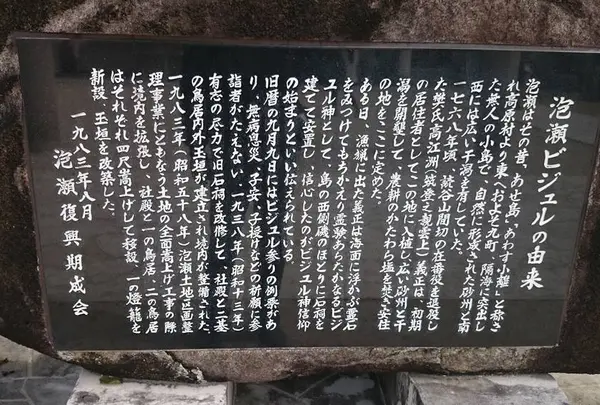 泡瀬ビジュルの由来
泡瀬はその昔、あせ島、あわす小離と称さ
れ高原村より東へおよそ九町、隔海に突出し
た無人の小島で、自然に形成された砂州と南
西には広い干潟を有していた。
一七六八年頃、読谷山間切の在番役を退役し
た麹氏高江洲(筑登之親雲上)義正は、初期
の居住者としてこの地に入植し、広い砂州と干
潟を開墾して、農耕のかたわら塩を焚き安住
の地をここに定めた。
ある日、漁猟に出た義正は海面に浮かぶ霊石
をみつけてもちかえり霊験あらたかなるビジ
ュル神として、島の西側磯のほとりに石祠を
建てて安置し、信心したのがビジュル神信仰
の始まりといい伝えられている。
旧暦の九月九日にはビジュル参りの例祭があ
り、無病息災、子安、子授けなどの祈願に参
詣者がたえない。一九三八年(昭和十三年)
有志の尽力で旧石祠を改修して、社殿と二基
の鳥居、内外玉垣が建立され境内が整備された。
一九八三年(昭和五十八年)泡瀬土地区画整
理事業にともなう土地の全面嵩上げ工事の際
に境内を拡張し、社殿と一の鳥居、二の鳥居
はそれぞれ四尺嵩上げして移設、一の燈籠を
新設、玉垣を改築した。
一九八三年八月
泡瀬復興期成会